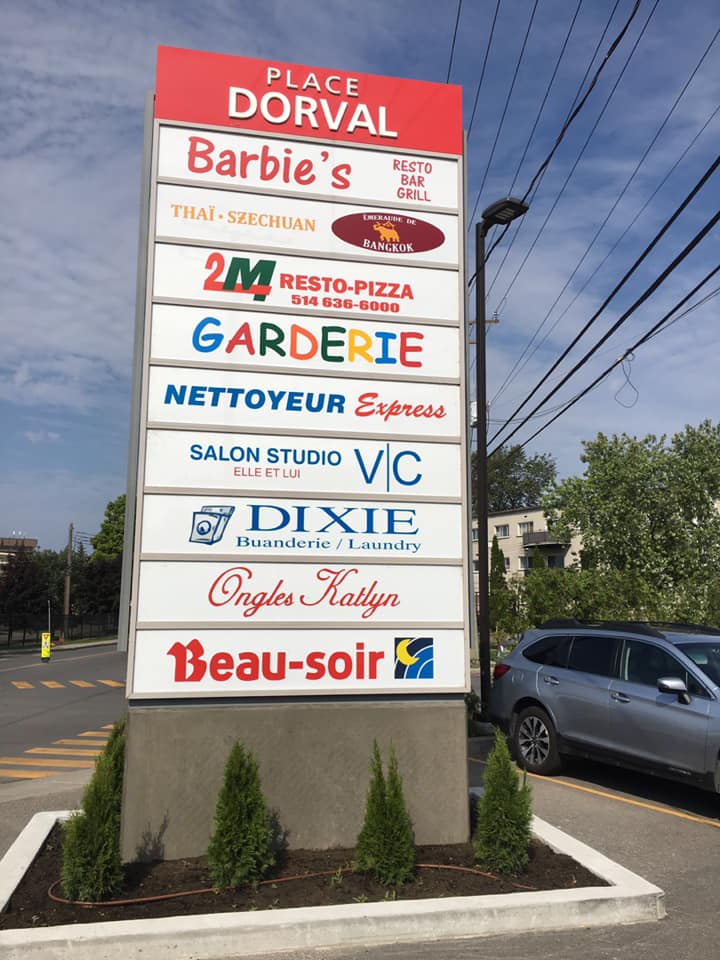 PLACE
DORVAL
Barbie's
RESTO
BAR
GRILL
THAÏ • SZECHUAN
EMERAUDE DE
BANGKOK
2M RESTO-PIZZA
514 636-6000
GARDERIE
NETTOYEUR Express
SALON STUDIO
ELLE ET LUI
V|C
DIXIE
Buanderie / Laundry
Ongles Katlyn
Beau-soir